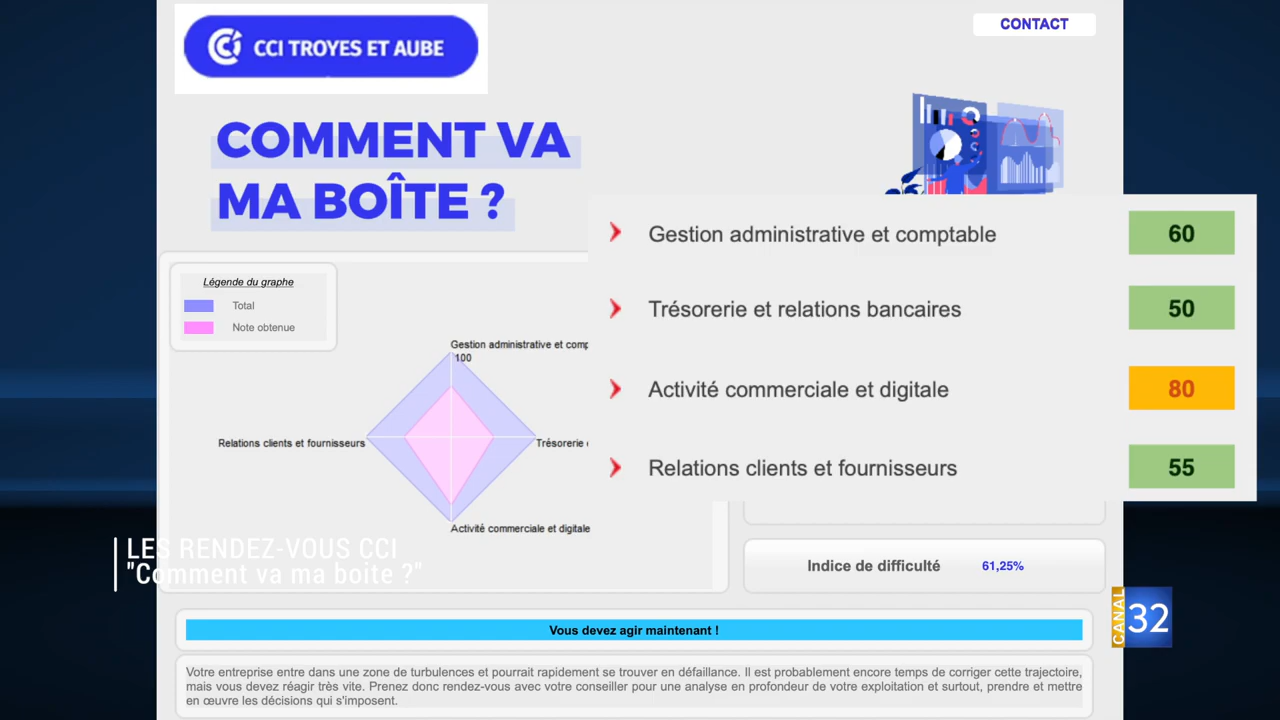 CCI TROYES ET AUBE
CONTACT
COMMENT VA
MA BOÎTE ?
Gestion administrative et comptable 60
Trésorerie et relations bancaires 50
Activité commerciale et digitale 80
Relations clients et fournisseurs 55
Légende du graphe
Total
Note obtenue
Gestion administrative et comp
100
Relations clients et fournisseurs
Trésorerie
Activité commerciale et digitale
LES RENDEZ-VOUS CCI
"Comment va ma boite ?"
Indice de difficulté 61,25%
CANAL 32
Vous devez agir maintenant !
Votre entreprise entre dans une zone de turbulences et pourrait rapidement se trouver en défaillance. Il est probablement encore temps de corriger cette trajectoire,
mais vous devez réagir très vite. Prenez donc rendez-vous avec votre conseiller pour une analyse en profondeur de votre exploitation et surtout, prendre et mettre
en œuvre les décisions qui s'imposent.